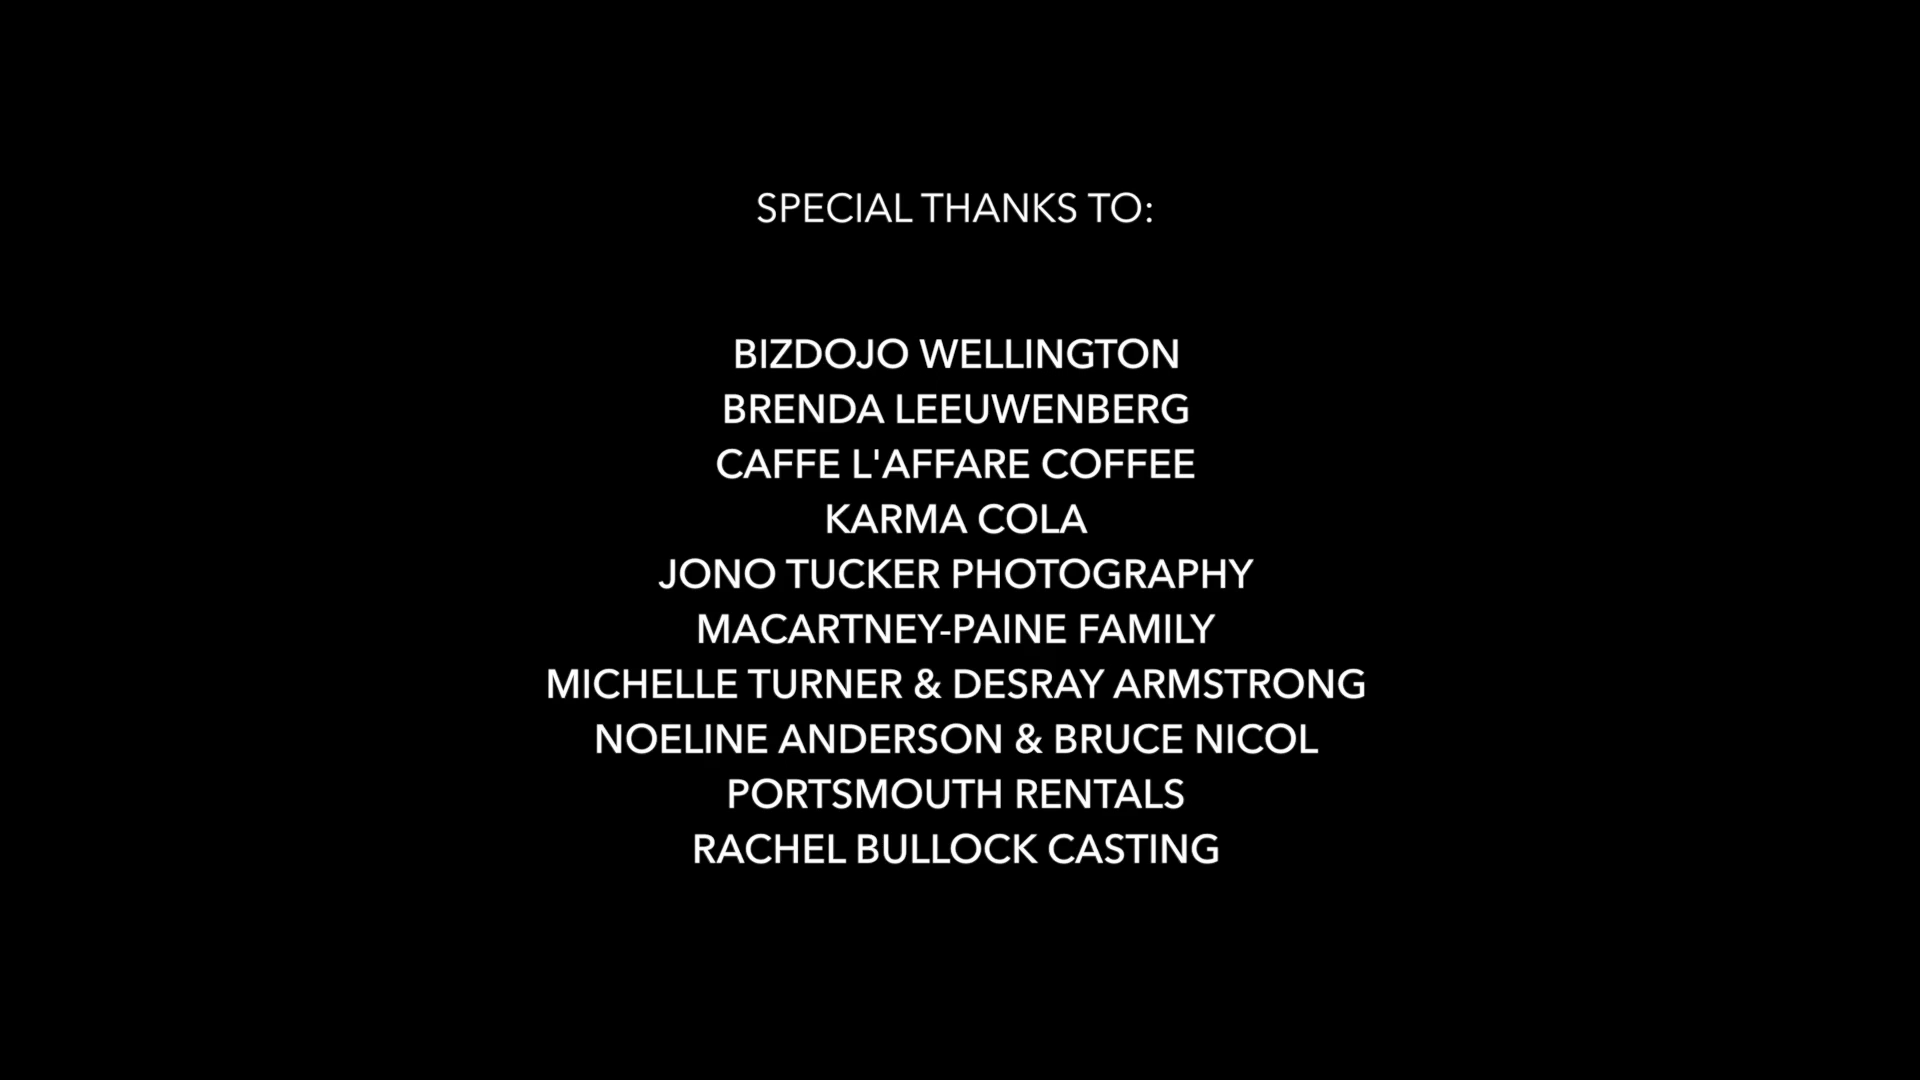 SPECIAL THANKS TO:
BIZDOJO WELLINGTON
BRENDA LEEUWENBERG
CAFFE L'AFFARE COFFEE
KARMA COLA
JONO TUCKER PHOTOGRAPHY
MACARTNEY-PAINE FAMILY
MICHELLE TURNER & DESRAY ARMSTRONG
NOELINE ANDERSON & BRUCE NICOL
PORTSMOUTH RENTALS
RACHEL BULLOCK CASTING